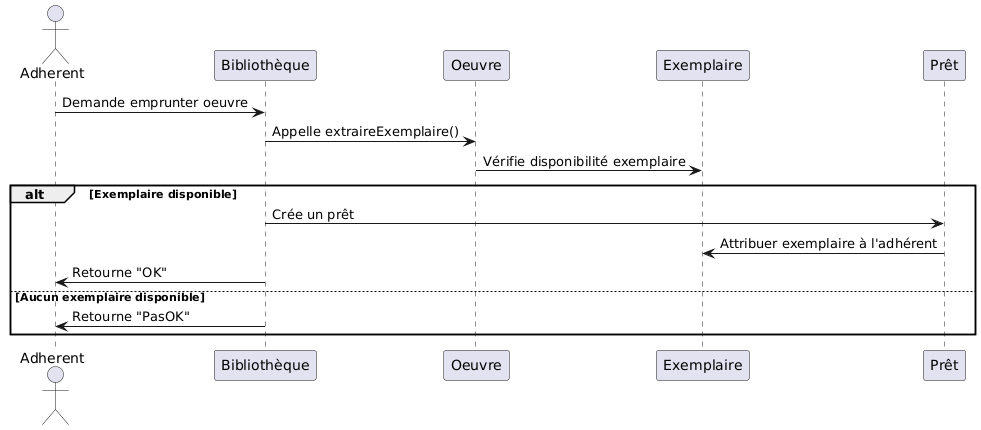 Adherent
Bibliothèque
Oeuvre
Exemplaire
Prêt
Demande emprunter oeuvre
Appelle extraireExemplaire()
Vérifie disponibilité exemplaire
alt [Exemplaire disponible]
Crée un prêt
Attribuer exemplaire à l'adhérent
Retourne "OK"
[Aucun exemplaire disponible]
Retourne "PasOK"
Adherent
Bibliothèque
Oeuvre
Exemplaire
Prêt